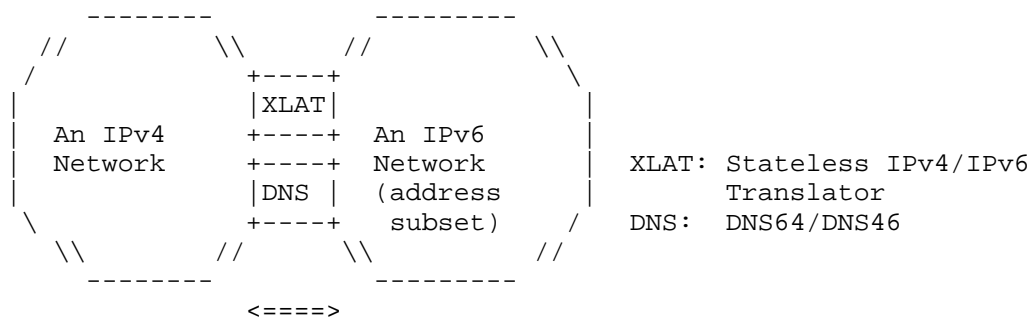 --------          ---------
//        \\      //         \\
/            +----+              \
|            |XLAT|              |
|  An IPv4   +----+  An IPv6     |
|  Network   +----+  Network     |  XLAT: Stateless IPv4/IPv6
|            |DNS |  (address    |        Translator
\            +----+   subset)   /   DNS:  DNS64/DNS46
\\        //      \\         //
--------          ---------
<====>